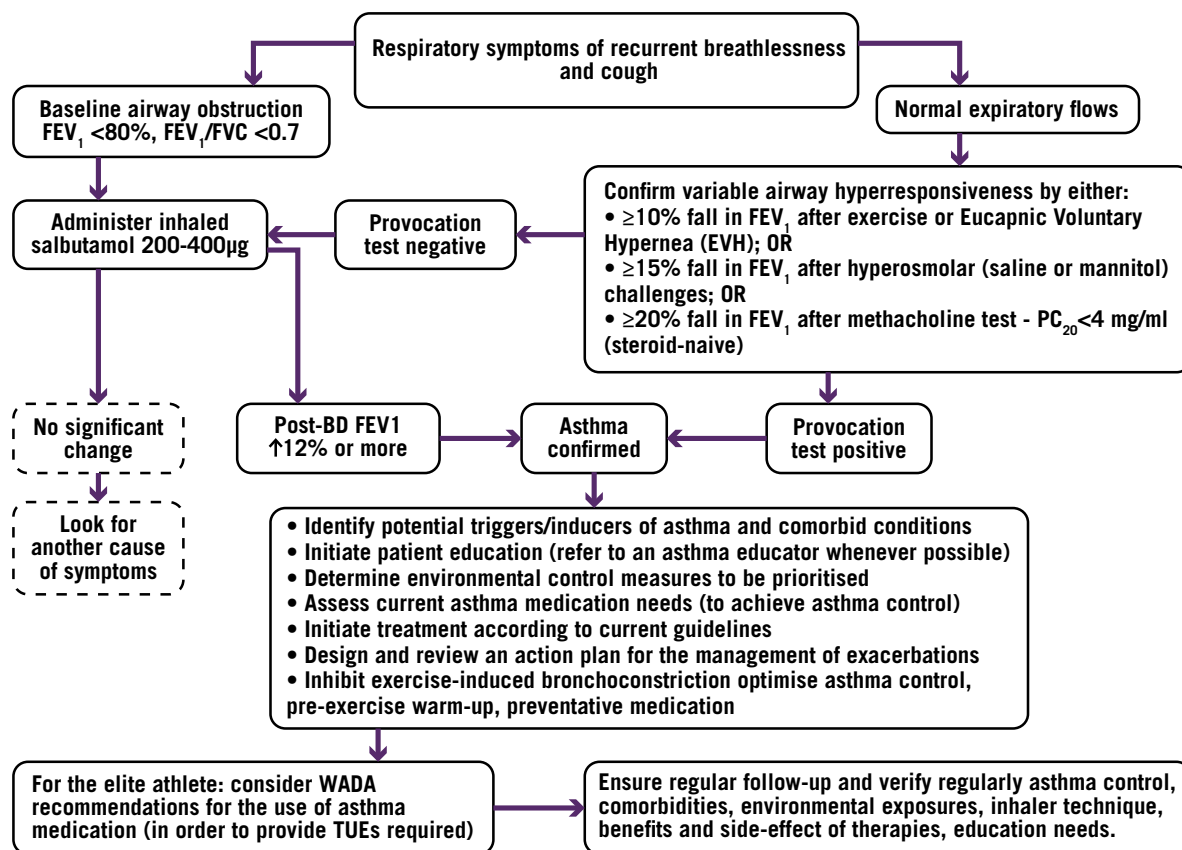 Respiratory symptoms of recurrent breathlessness
and cough
Baseline airway obstruction
FEV₁ <80%, FEV₁/FVC <0.7
Normal expiratory flows
Administer inhaled
salbutamol 200-400µg
Provocation
test negative
Confirm variable airway hyperresponsiveness by either:
• ≥10% fall in FEV₁ after exercise or Eucapnic Voluntary
Hypernea (EVH); OR
• ≥15% fall in FEV₁ after hyperosmolar (saline or mannitol)
challenges; OR
• ≥20% fall in FEV₁ after methacholine test - PC₂₀<4 mg/ml
(steroid-naive)
No significant
change
Post-BD FEV1
↑12% or more
Asthma
confirmed
Provocation
test positive
Look for
another cause
of symptoms
• Identify potential triggers/inducers of asthma and comorbid conditions
• Initiate patient education (refer to an asthma educator whenever possible)
• Determine environmental control measures to be prioritised
• Assess current asthma medication needs (to achieve asthma control)
• Initiate treatment according to current guidelines
• Design and review an action plan for the management of exacerbations
• Inhibit exercise-induced bronchoconstriction optimise asthma control,
pre-exercise warm-up, preventative medication
For the elite athlete: consider WADA
recommendations for the use of asthma
medication (in order to provide TUEs required)
Ensure regular follow-up and verify regularly asthma control,
comorbidities, environmental exposures, inhaler technique,
benefits and side-effect of therapies, education needs.